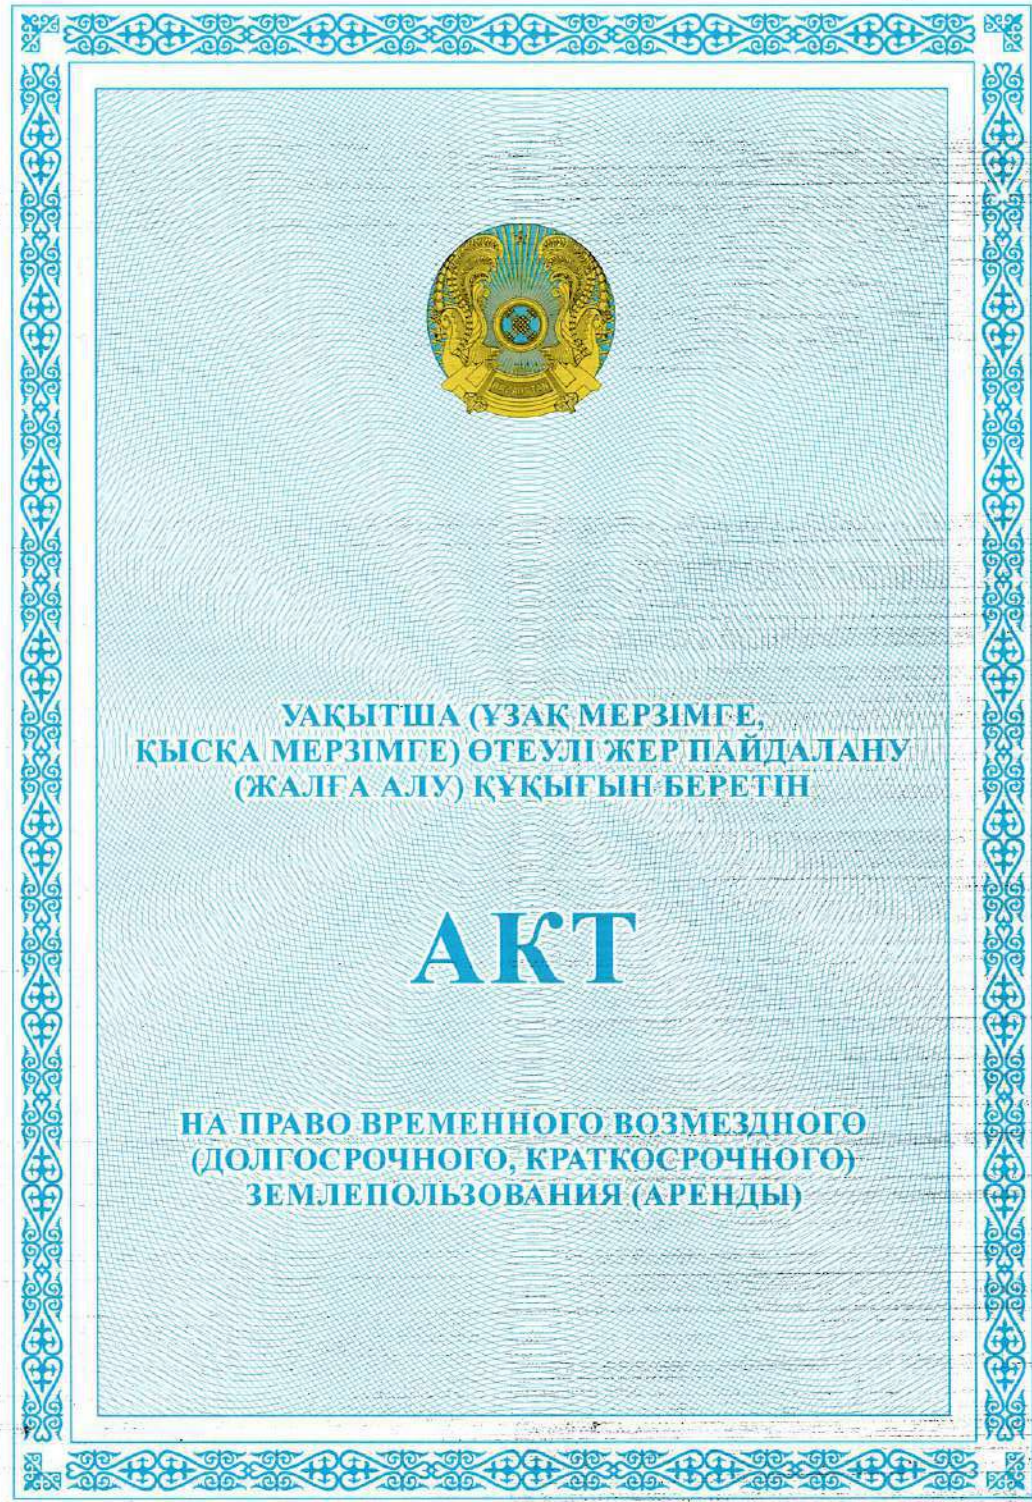 УАҚЫТША (ҰЗАҚ МЕРЗІМГЕ,
ҚЫСҚА МЕРЗІМГЕ) ӨТЕУЛІ ЖЕР ПАЙДАЛАНУ
(ЖАЛҒА АЛУ) ҚҰҚЫҒЫН БЕРЕТІН
АКТ
НА ПРАВО ВРЕМЕННОГО ВОЗМЕЗДНОГО
(ДОЛГОСРОЧНОГО, КРАТКОСРОЧНОГО)
ЗЕМЛЕПОЛЬЗОВАНИЯ (АРЕНДЫ)